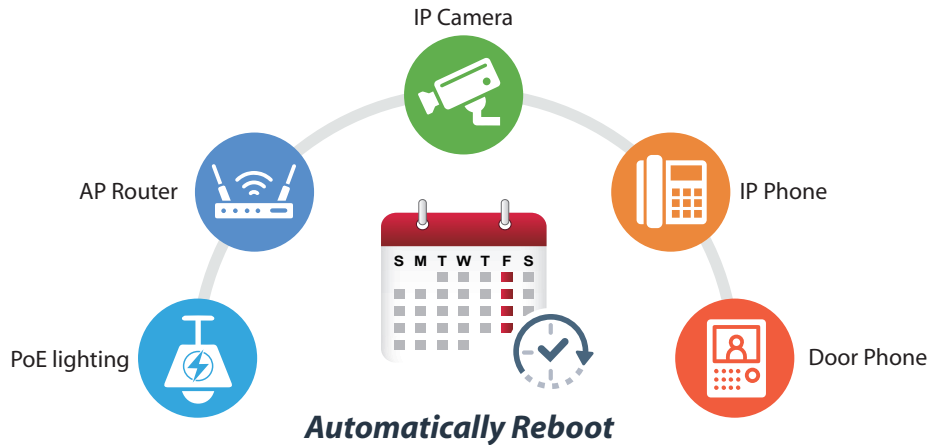 IP Camera
AP Router
IP Phone
S M T W T F S
PoE lighting
Door Phone
Automatically Reboot